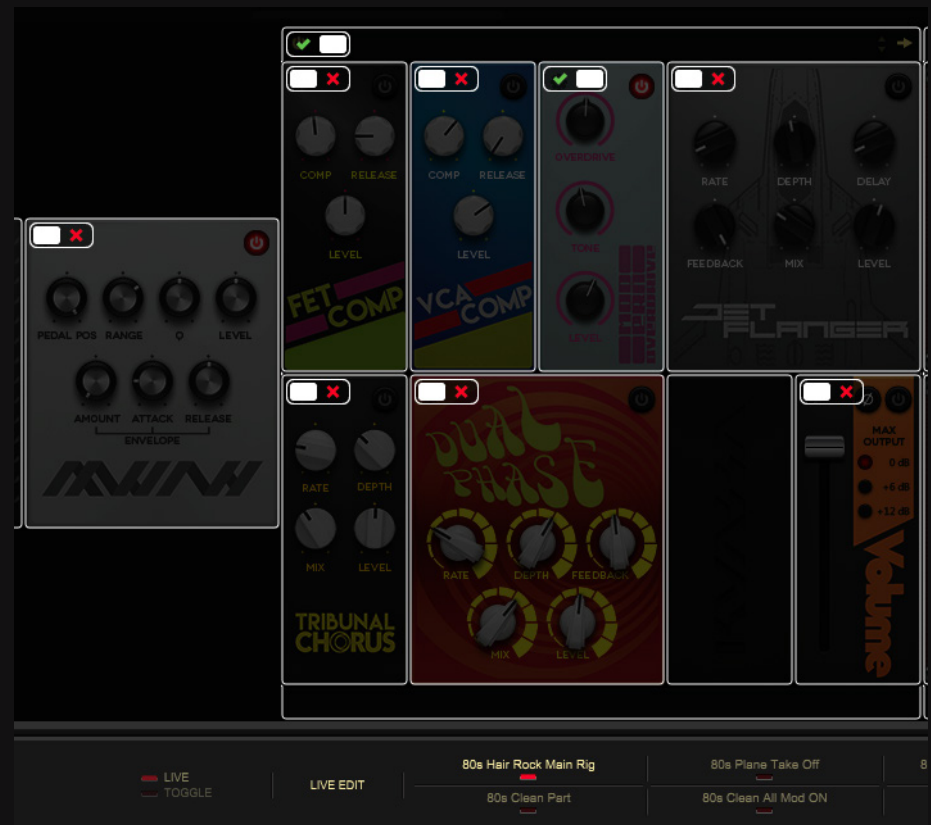 COMP RELEASE
LEVEL
FET COMP
COMP RELEASE
LEVEL
VCA COMP
OVERDRIVE
TONE
LEVEL
OVERDRIVE
RATE DEPTH DELAY
FEEDBACK MIX LEVEL
JET
FLANGER
PEDAL POS RANGE Q LEVEL
AMOUNT ATTACK RELEASE
ENVELOPE
RATE DEPTH
MIX LEVEL
TRIBUNAL
CHORUS
DUAL
PHASE
RATE DEPTH FEEDBACK
MIX LEVEL
MAX
OUTPUT
0 dB
+6 dB
+12 dB
Volume
LIVE
TOGGLE
LIVE EDIT
80s Hair Rock Main Rig
80s Plane Take Off
8
80s Clean Part
80s Clean All Mod ON